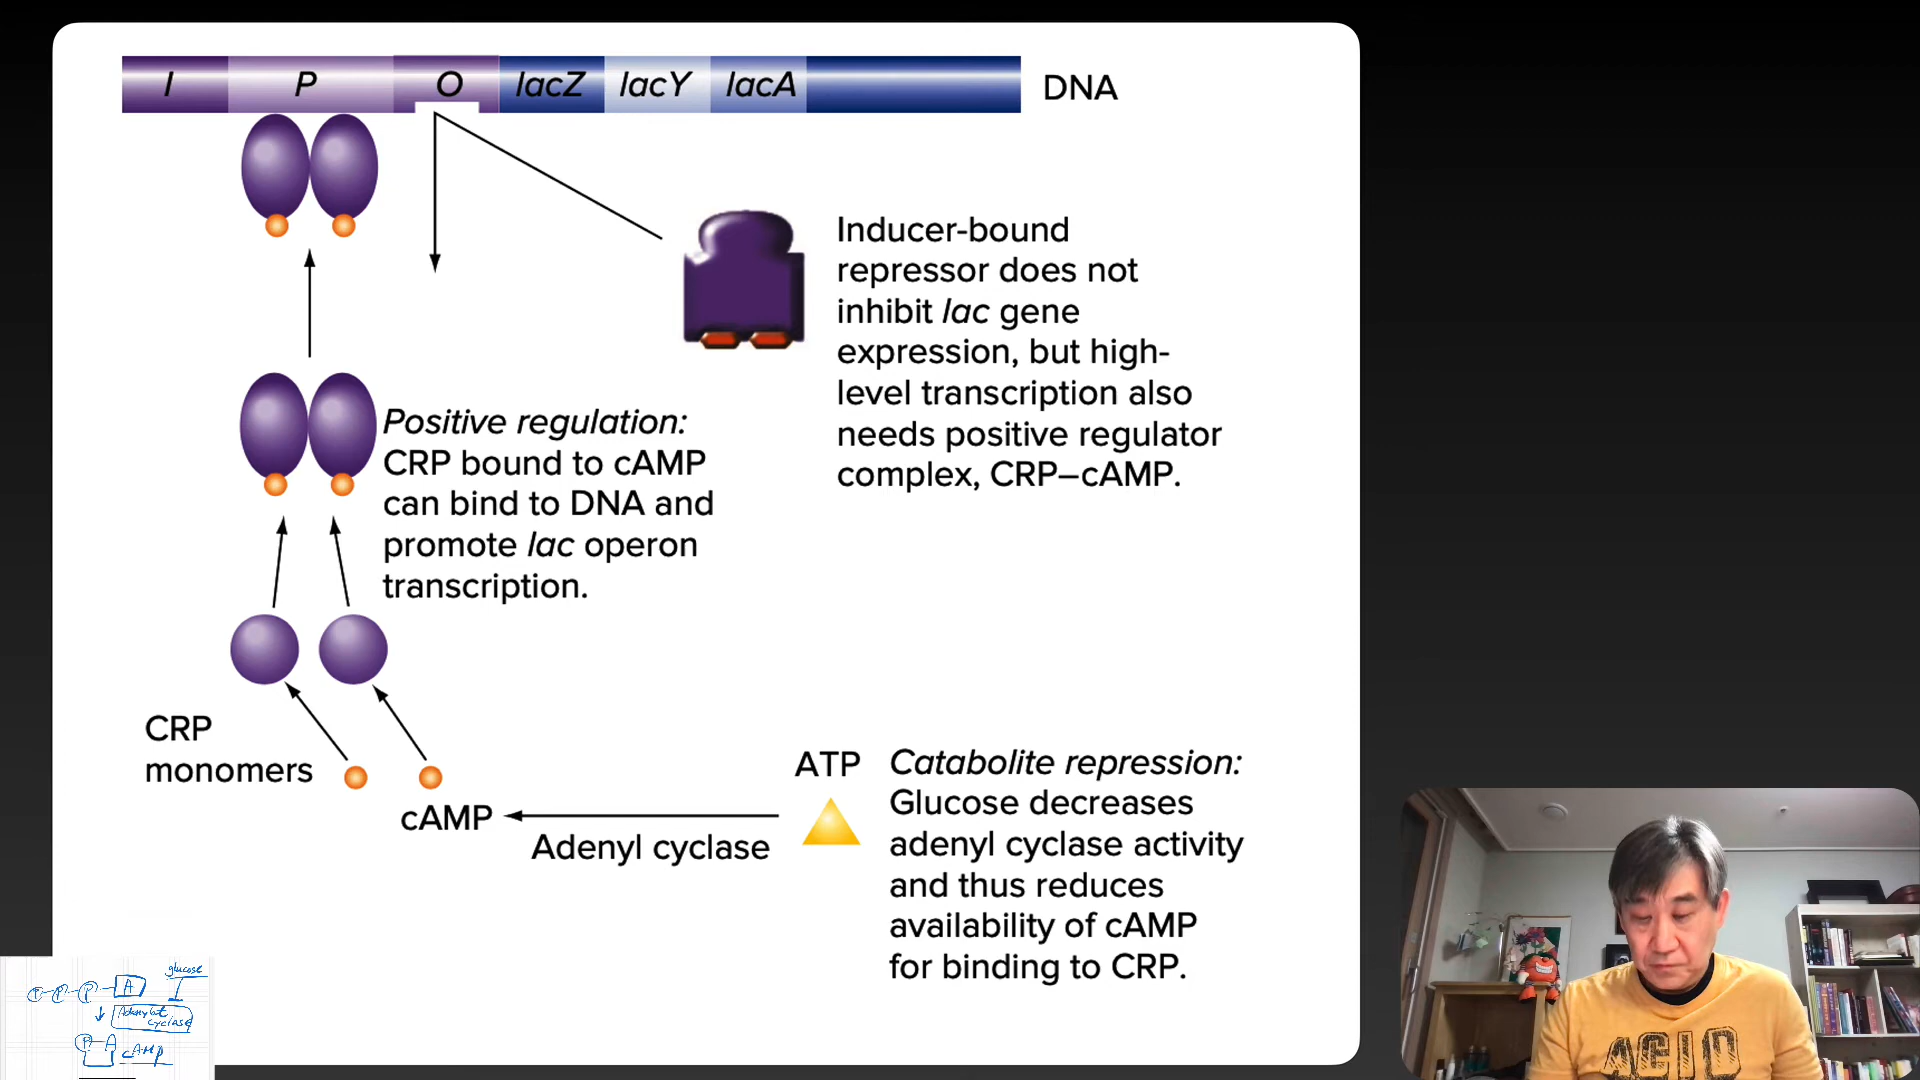 I P O lacZ lacY lacA
DNA
Inducer-bound
repressor does not
inhibit lac gene
expression, but high-
level transcription also
needs positive regulator
complex, CRP–cAMP.
Positive regulation:
CRP bound to cAMP
can bind to DNA and
promote lac operon
transcription.
CRP
monomers
cAMP
Adenyl cyclase
ATP
Catabolite repression:
Glucose decreases
adenyl cyclase activity
and thus reduces
availability of cAMP
for binding to CRP.
glucose
P P P A
cyclase
P A
cAMP
ACID